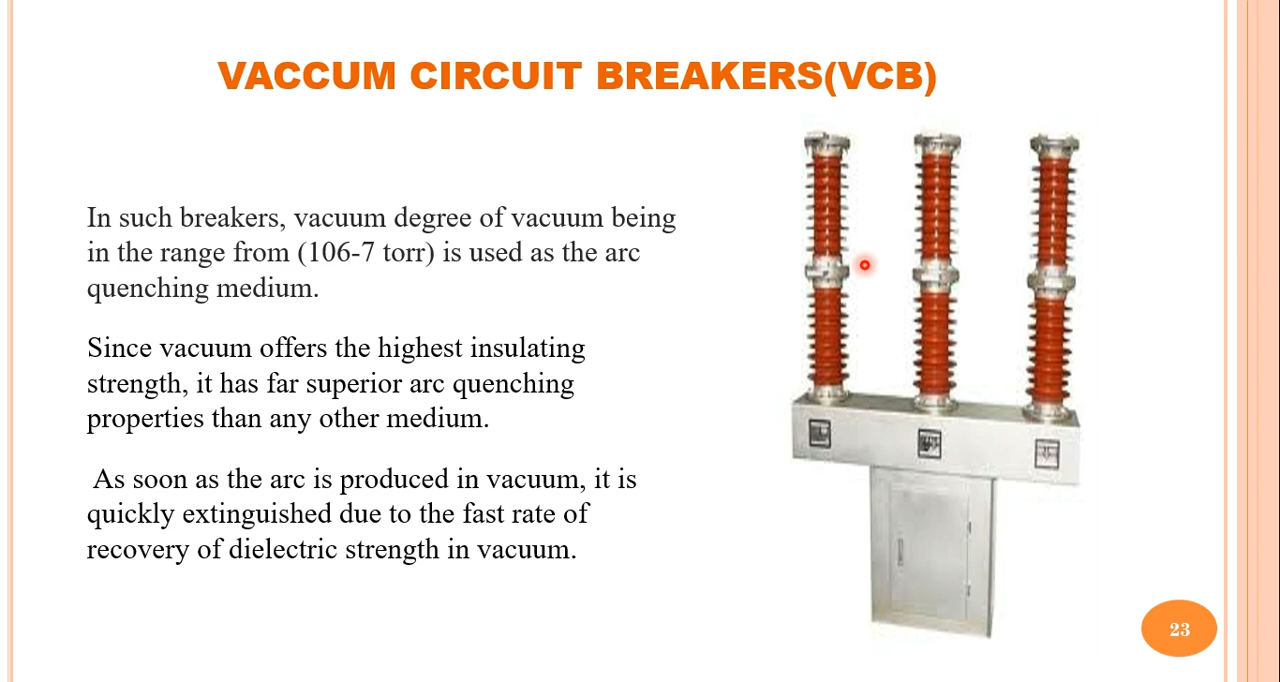 VACCUM CIRCUIT BREAKERS(VCB)
In such breakers, vacuum degree of vacuum being
in the range from (106-7 torr) is used as the arc
quenching medium.
Since vacuum offers the highest insulating
strength, it has far superior arc quenching
properties than any other medium.
As soon as the arc is produced in vacuum, it is
quickly extinguished due to the fast rate of
recovery of dielectric strength in vacuum.
23